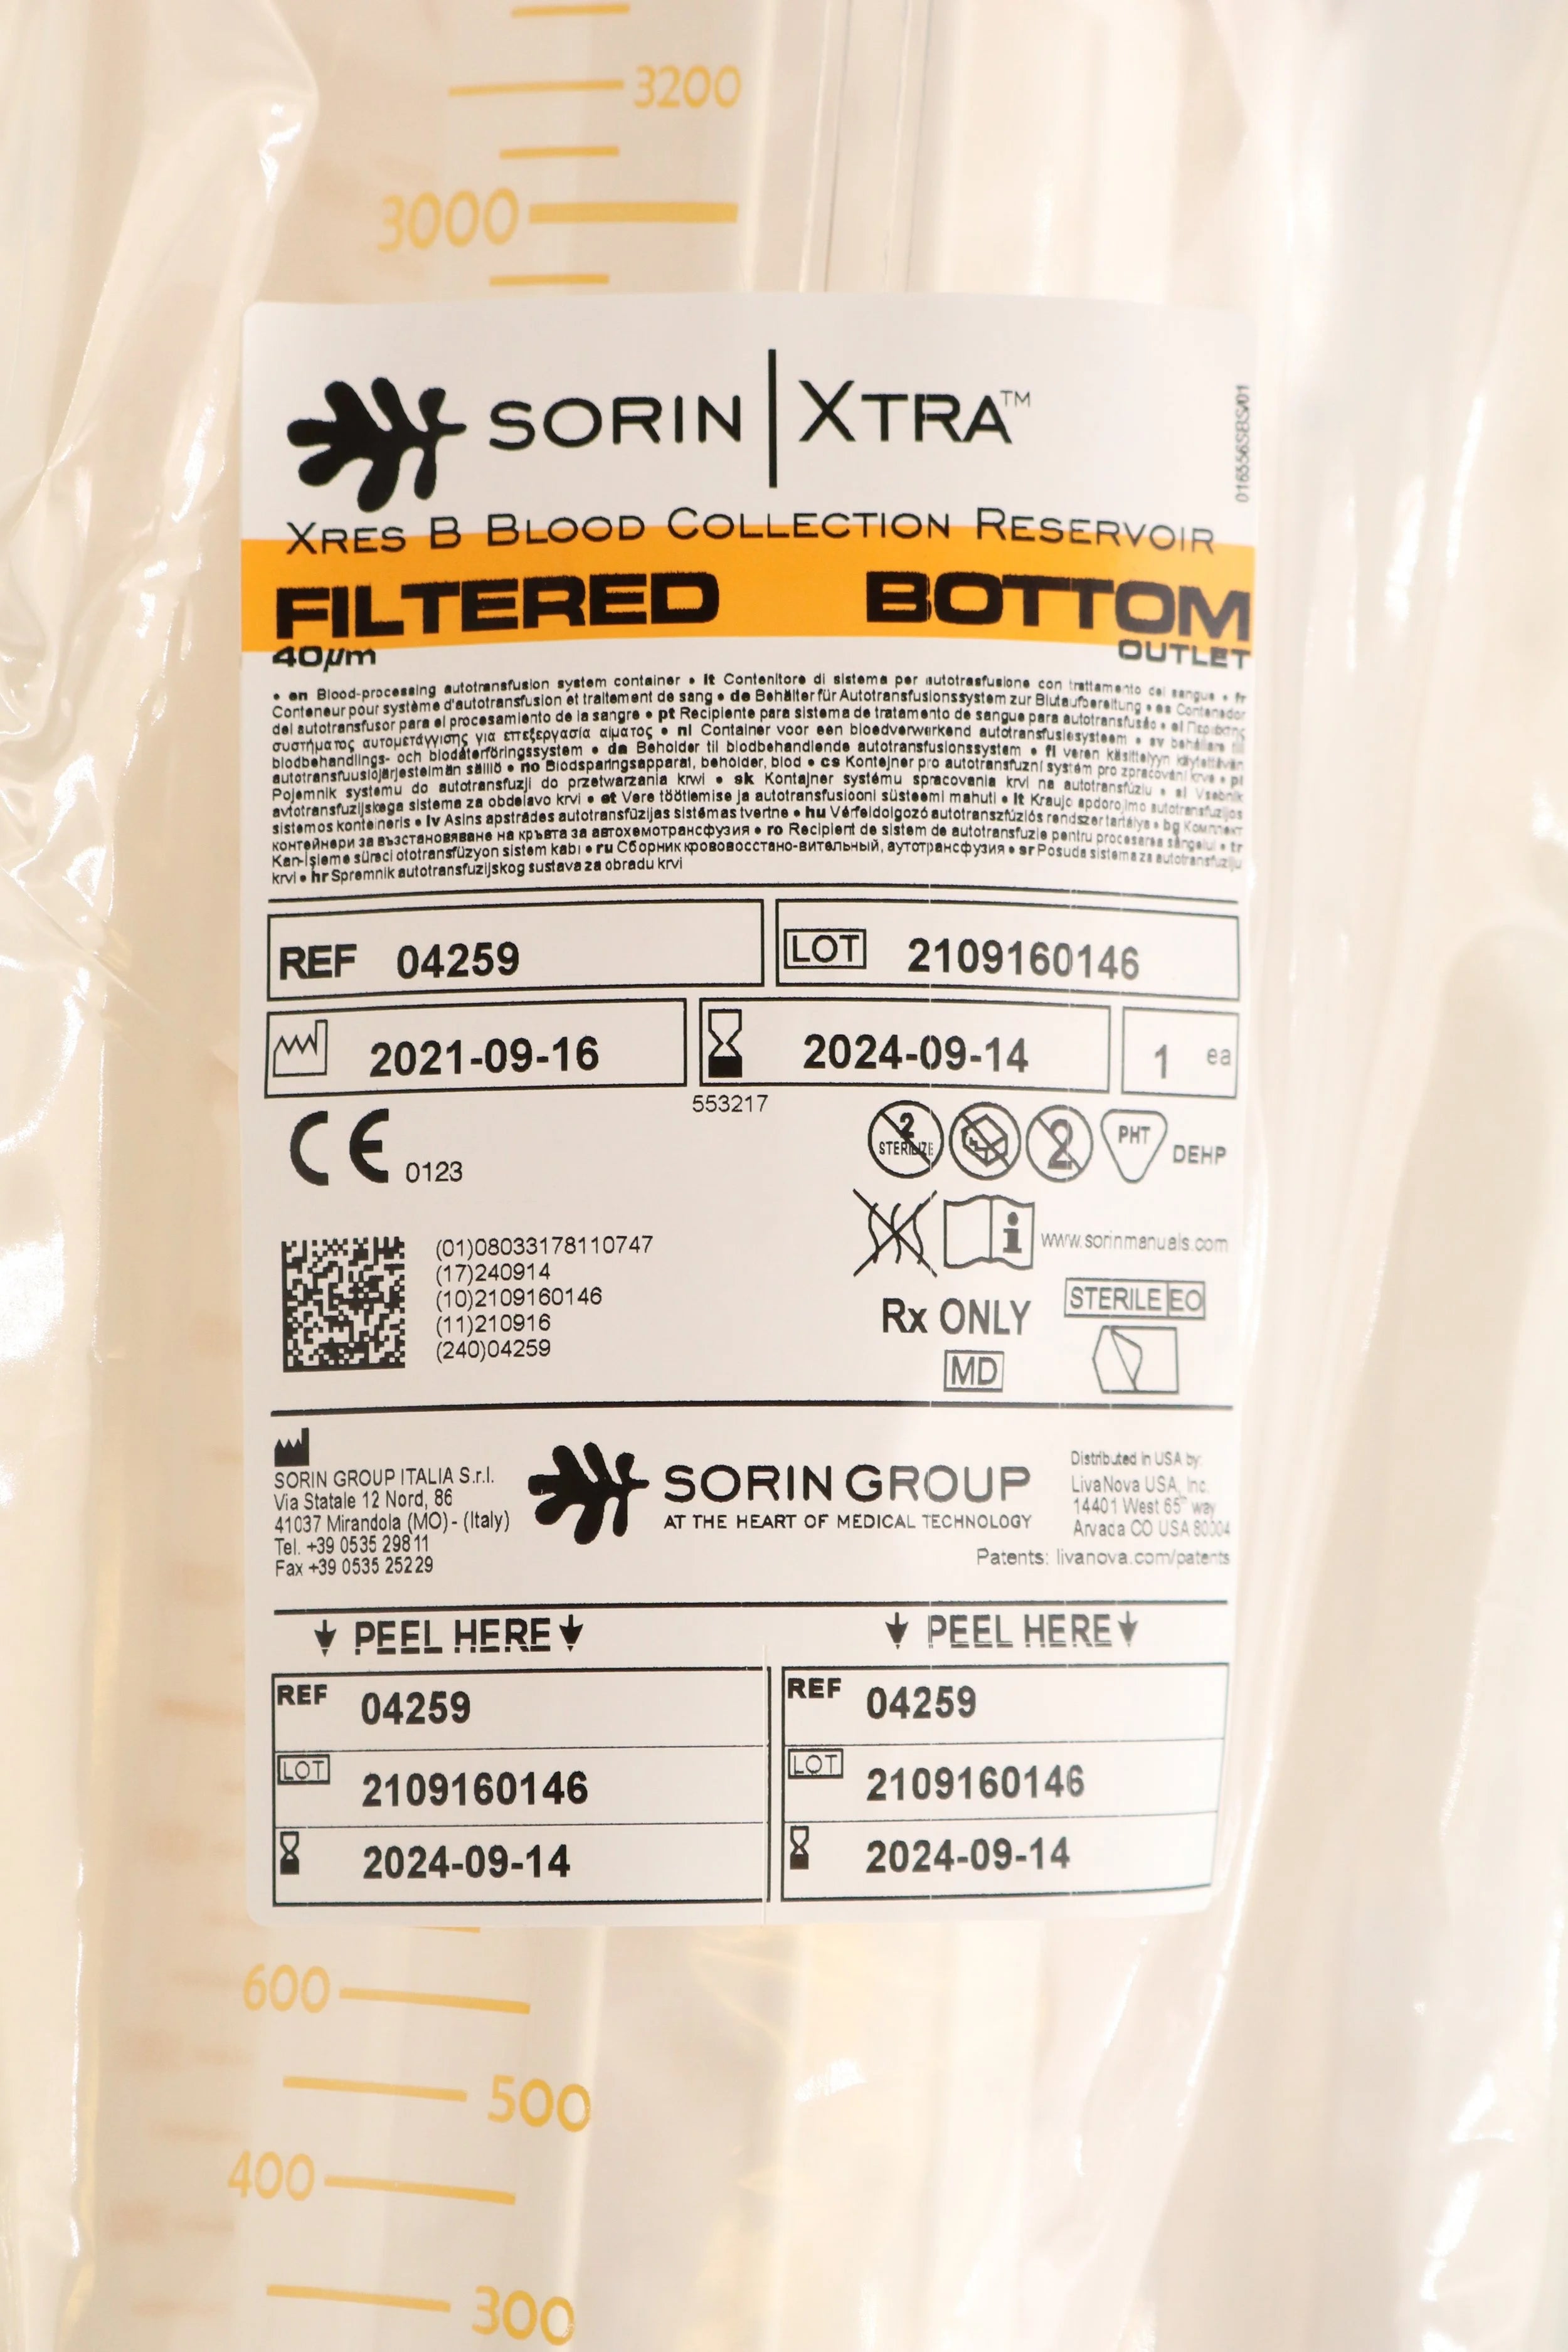 3200
3000
SORIN | XTRA™
016556SBS/01
XRES B BLOOD COLLECTION RESERVOIR
FILTERED BOTTOM
40µm OUTLET
• en Blood-processing autotransfusion system container • it Contenitore di sistema per autotrasfusione con trattamento del sangue • fr
Conteneur pour système d'autotransfusion et traitement de sang • de Behälter für Autotransfusionssystem zur Blutaufbereitung • es Contenador
del autotransfusor para el procesamiento de la sangre • pt Recipiente para sistema de tratamento de sangue para autotransfusão • el Περιέκτης
συστήματος αυτομετάγγισης για επεξεργασία αίματος • nl Container voor een bloedverwerkend autotransfusiesysteem • sv behållare till
blodbehandlings- och blodåterföringssystem • da Beholder til blodbehandlende autotransfusionssystem • fi veren käsittelyyn käytettävän
autotransfuusiojärjestelmän säiliö • no Blodsparingsapparat, beholder, blod • cs Kontejner pro autotransfuzní systém pro zpracování krve • pl
Pojemnik systemu do autotransfuzji do przetwarzania krwi • sk Kontajner systému spracovania krvi na autotransfúziu • sl Vsebnik
avtotransfuzijskega sistema za obdelavo krvi • et Vere töötlemise ja autotransfusiooni süsteemi mahuti • lt Kraujo apdorojimo autotransfuzijos
sistemos konteineris • lv Asins apstrādes autotransfūzijas sistēmas tvertne • hu Vérfeldolgozó autotranszfúziós rendszer tartálya • bg Комплект
контейнери за възстановяване на кръвта за автохемотрансфузия • ro Recipient de sistem de autotransfuzie pentru procesarea sângelui • tr
Kan-işleme süreci ototransfüzyon sistem kabı • ru Сборник крововосстано-вительный, аутотрансфузия • sr Posuda sistema za autotransfuziju
krvi • hr Spremnik autotransfuzijskog sustava za obradu krvi
REF 04259 LOT 2109160146
2021-09-16 2024-09-14 1 ea
553217
CE 0123 2 STERILIZE 2 PHT DEHP
i www.sorinmanuals.com
(01)08033178110747
(17)240914
(10)2109160146
(11)210916
(240)04259
Rx ONLY STERILE EO
MD
SORIN GROUP ITALIA S.r.l.
Via Statale 12 Nord, 86
41037 Mirandola (MO) - (Italy)
Tel. +39 0535 29811
Fax +39 0535 25229
SORIN GROUP
AT THE HEART OF MEDICAL TECHNOLOGY
Distributed in USA by:
LivaNova USA, Inc.
14401 West 65th way
Arvada CO USA 80004
Patents: livanova.com/patents
PEEL HERE PEEL HERE
REF 04259 REF 04259
LOT 2109160146 LOT 2109160146
2024-09-14 2024-09-14
600
500
400
300